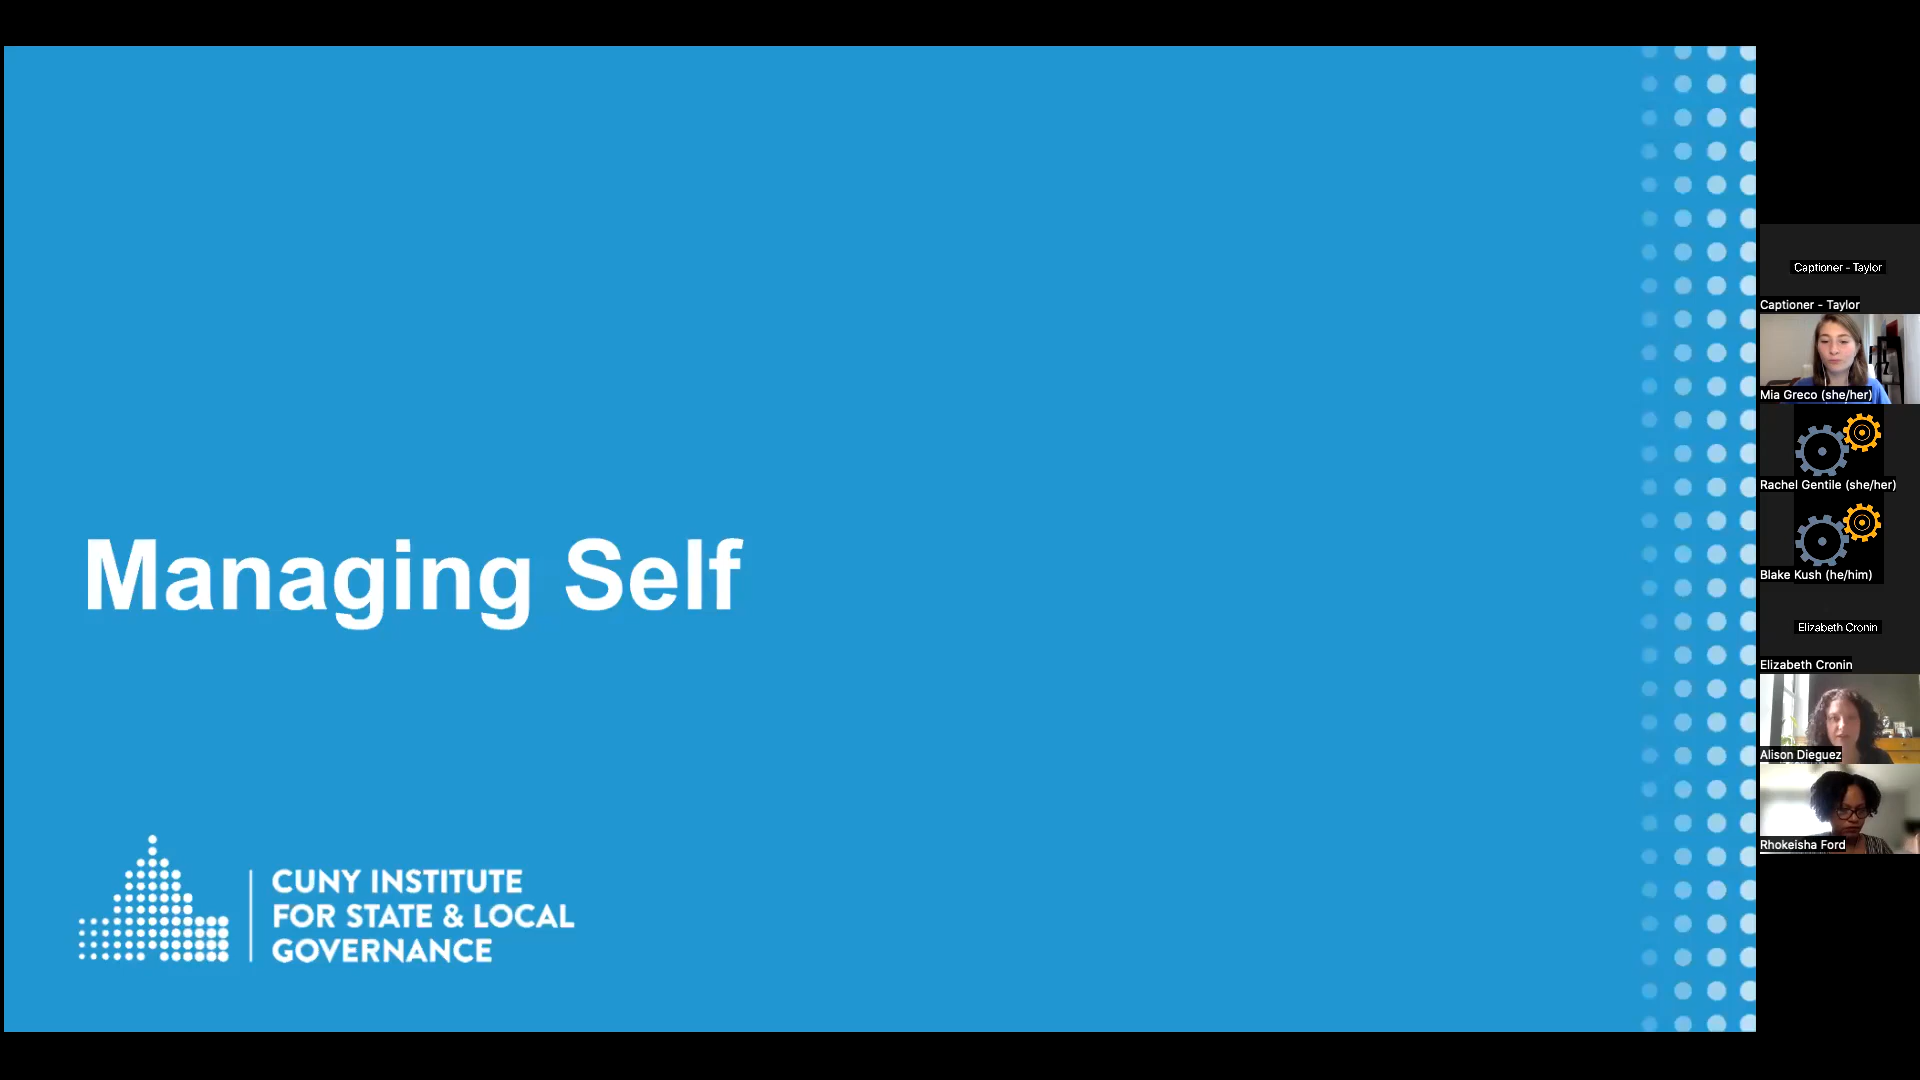 Managing Self
CUNY INSTITUTE
FOR STATE & LOCAL
GOVERNANCE
Captioner - Taylor
Captioner - Taylor
Mia Greco (she/her)
Rachel Gentile (she/her)
Blake Kush (he/him)
Elizabeth Cronin
Elizabeth Cronin
Alison Dieguez
Rhokeisha Ford